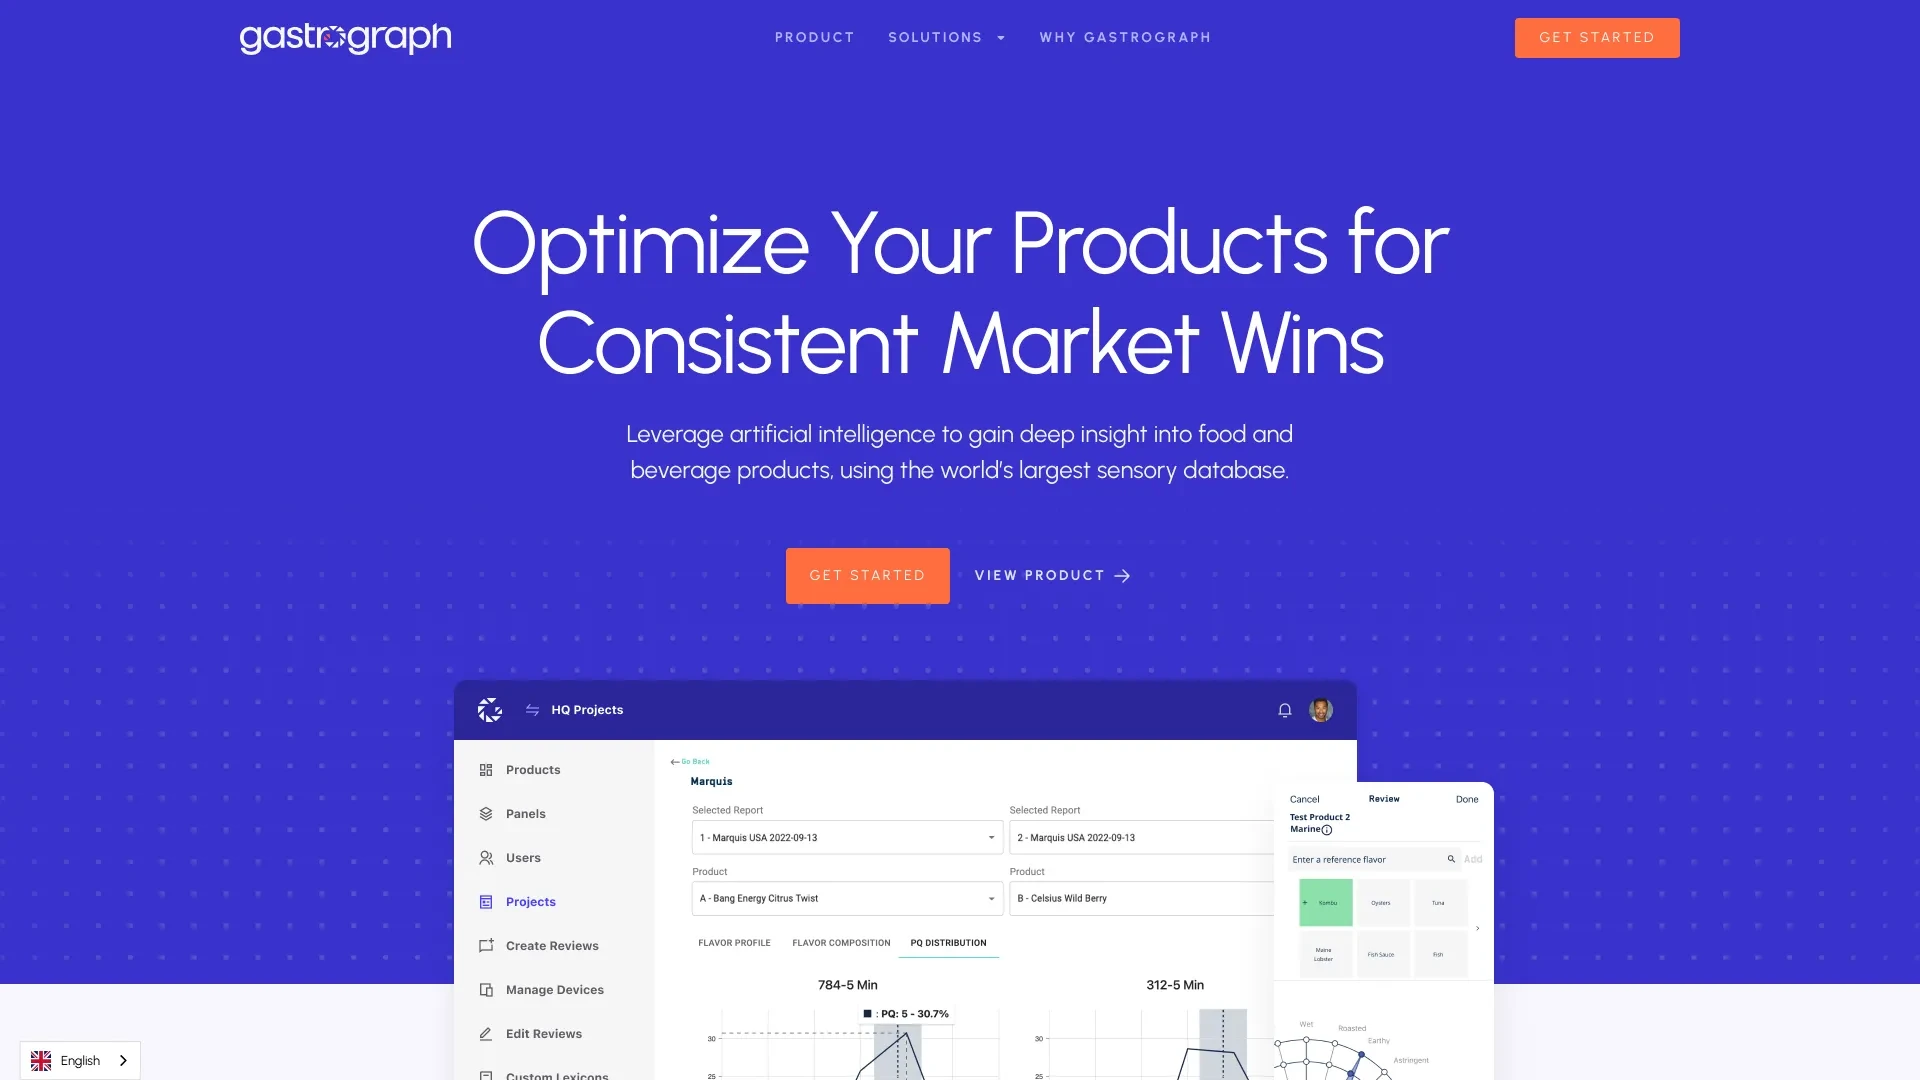 gastrograph
PRODUCT
SOLUTIONS
WHY GASTROGRAPH
GET STARTED
Optimize Your Products for
Consistent Market Wins
Leverage artificial intelligence to gain deep insight into food and
beverage products, using the world's largest sensory database.
GET STARTED
VIEW PRODUCT
HQ Projects
Products
Panels
Users
Projects
Create Reviews
Manage Devices
Edit Reviews
Custom Lexicons
Go Back
Marquis
Selected Report
Selected Report
1 - Marquis USA 2022-09-13
2 - Marquis USA 2022-09-13
Product
Product
A - Bang Energy Citrus Twist
B - Celsius Wild Berry
FLAVOR PROFILE
FLAVOR COMPOSITION
PQ DISTRIBUTION
784-5 Min
312-5 Min
: PQ: 5 - 30.7%
30
25
30
25
Cancel
Review
Done
Test Product 2
Marine
Enter a reference flavor
Add
+ Kombu
Oysters
Tuna
Maine
Lobster
Fish Sauce
Fish
Wet
Roasted
Earthy
Astringent
English